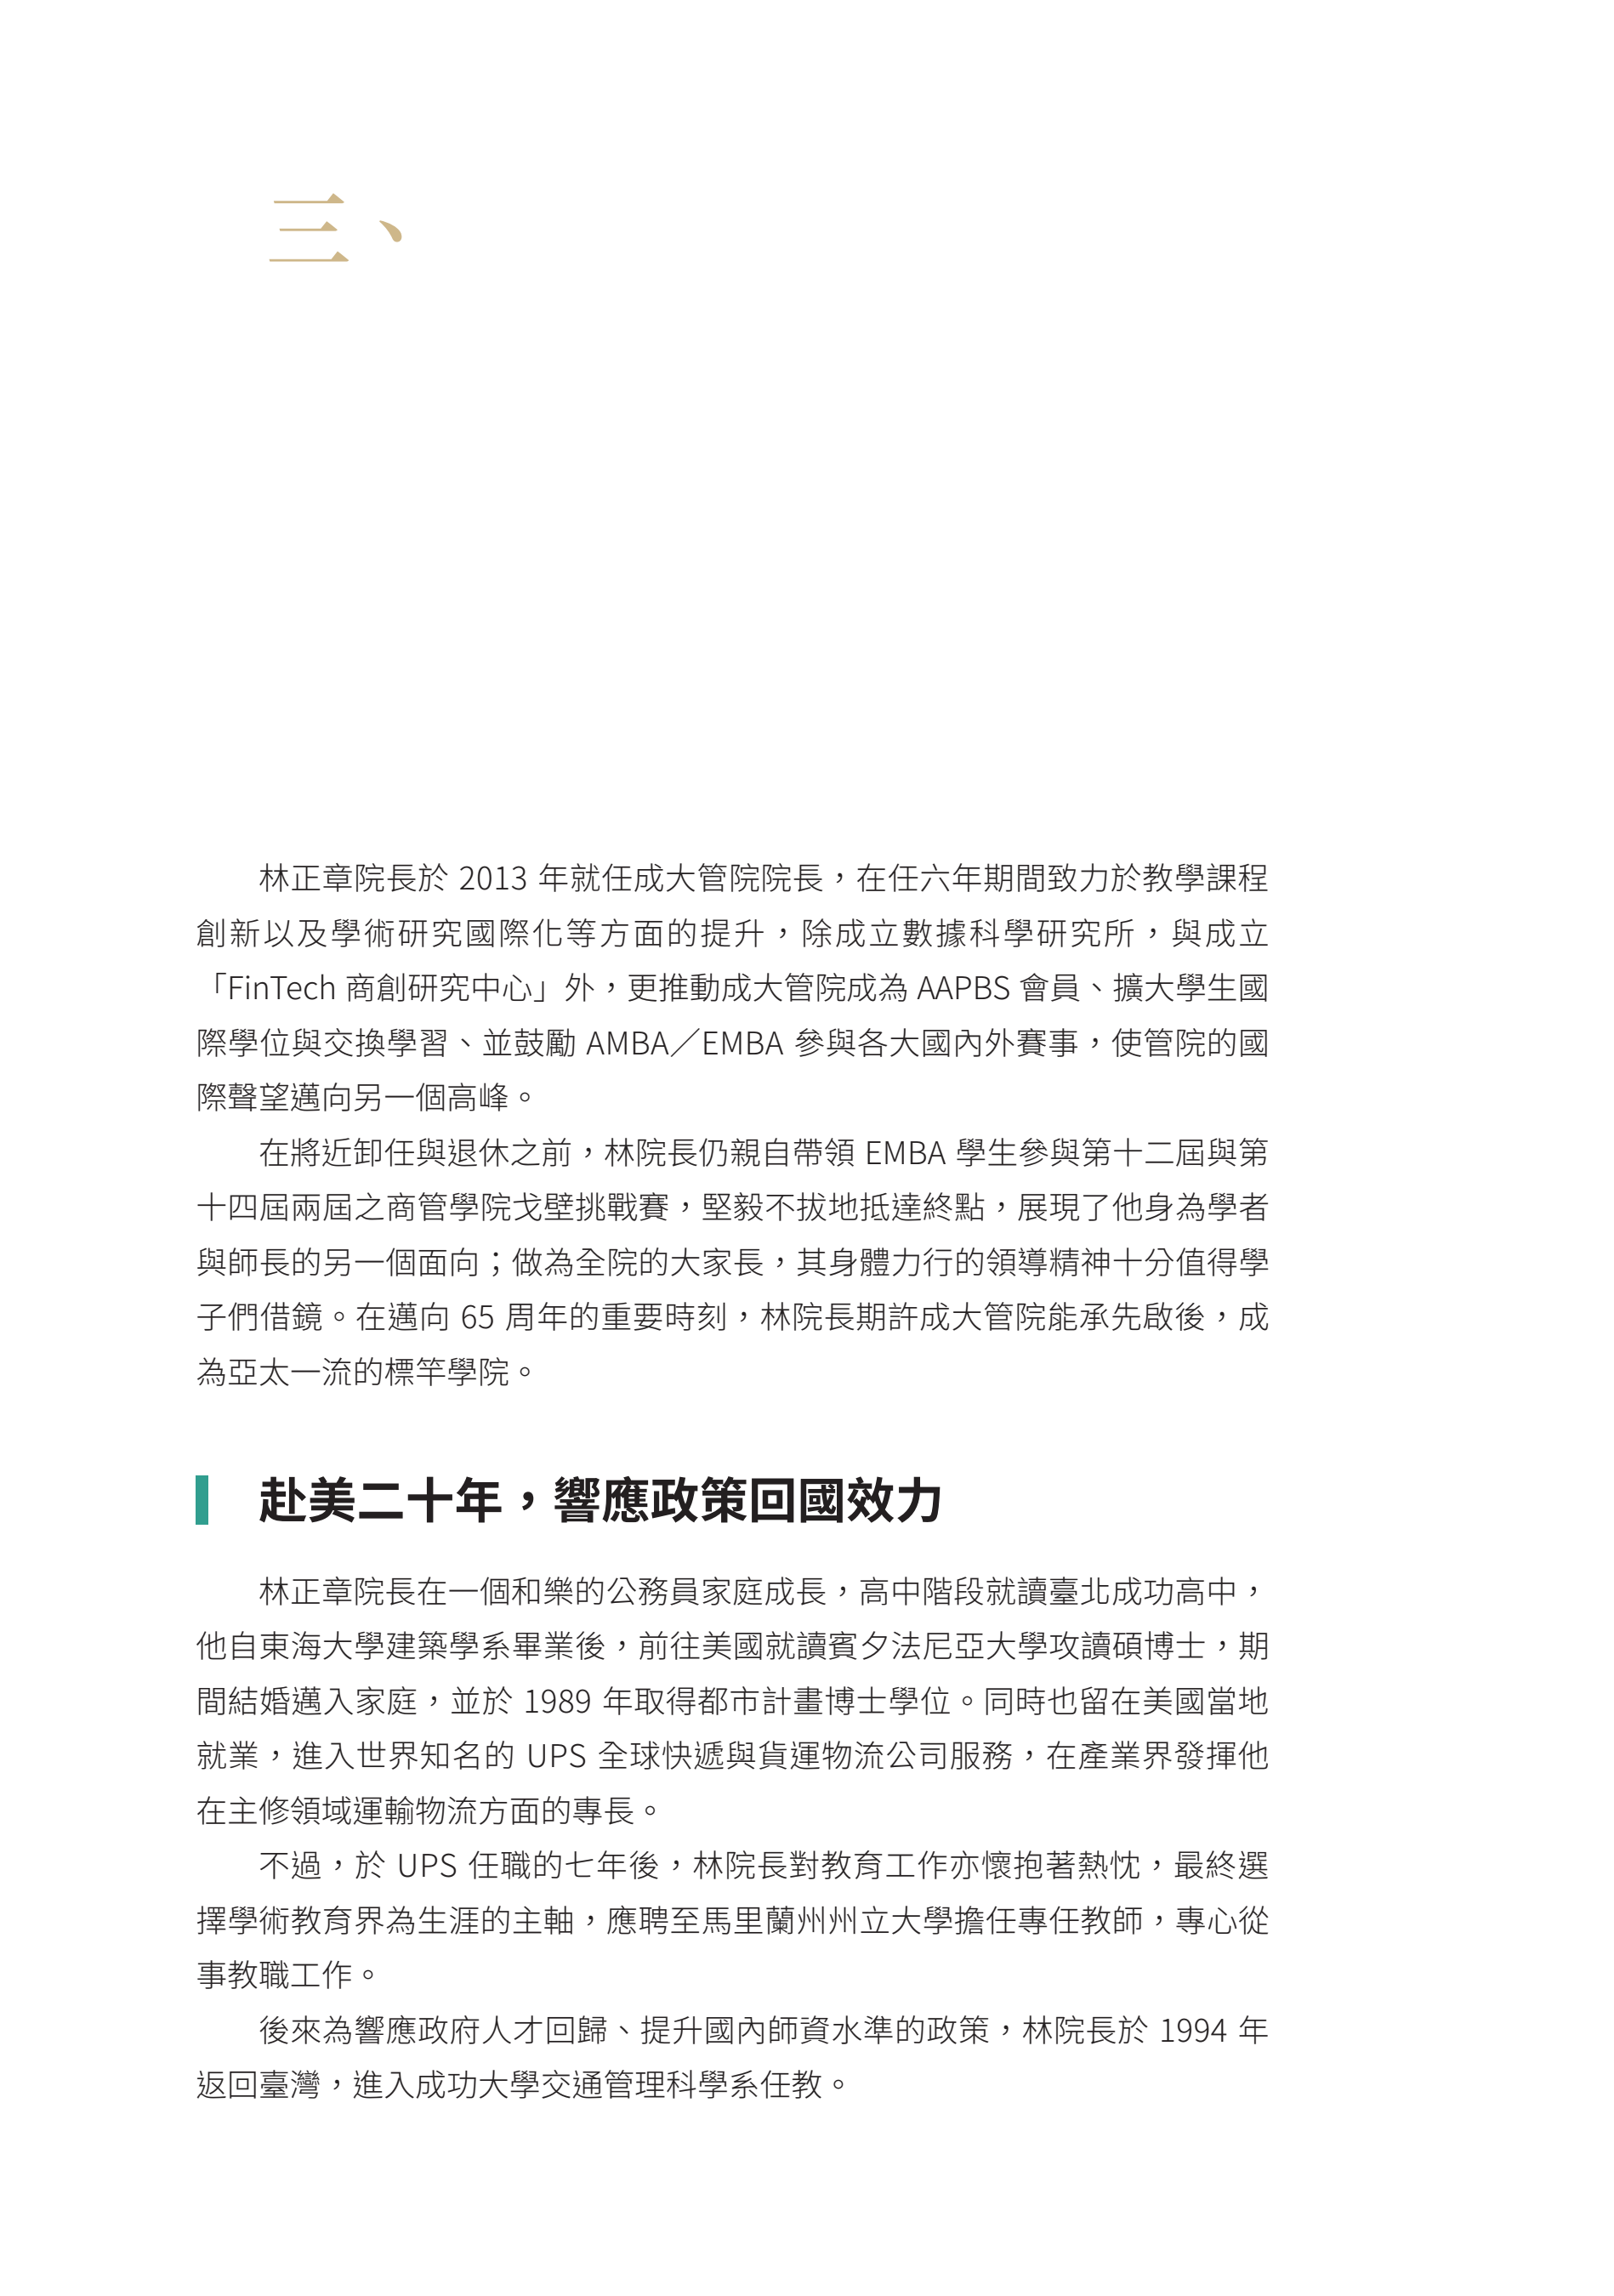 三、
林正章院長於 2013 年就任成大管院院長，在任六年期間致力於教學課程
創新以及學術研究國際化等方面的提升，除成立數據科學研究所，與成立
「FinTech 商創研究中心」外，更推動成大管院成為 AAPBS 會員、擴大學生國
際學位與交換學習、並鼓勵 AMBA／EMBA 參與各大國內外賽事，使管院的國
際聲望邁向另一個高峰。
在將近卸任與退休之前，林院長仍親自帶領 EMBA 學生參與第十二屆與第
十四屆兩屆之商管學院戈壁挑戰賽，堅毅不拔地抵達終點，展現了他身為學者
與師長的另一個面向；做為全院的大家長，其身體力行的領導精神十分值得學
子們借鏡。在邁向 65 周年的重要時刻，林院長期許成大管院能承先啟後，成
為亞太一流的標竿學院。
赴美二十年，響應政策回國效力
林正章院長在一個和樂的公務員家庭成長，高中階段就讀臺北成功高中，
他自東海大學建築學系畢業後，前往美國就讀賓夕法尼亞大學攻讀碩博士，期
間結婚邁入家庭，並於 1989 年取得都市計畫博士學位。同時也留在美國當地
就業，進入世界知名的 UPS 全球快遞與貨運物流公司服務，在產業界發揮他
在主修領域運輸物流方面的專長。
不過，於 UPS 任職的七年後，林院長對教育工作亦懷抱著熱忱，最終選
擇學術教育界為生涯的主軸，應聘至馬里蘭州州立大學擔任專任教師，專心從
事教職工作。
後來為響應政府人才回歸、提升國內師資水準的政策，林院長於 1994 年
返回臺灣，進入成功大學交通管理科學系任教。